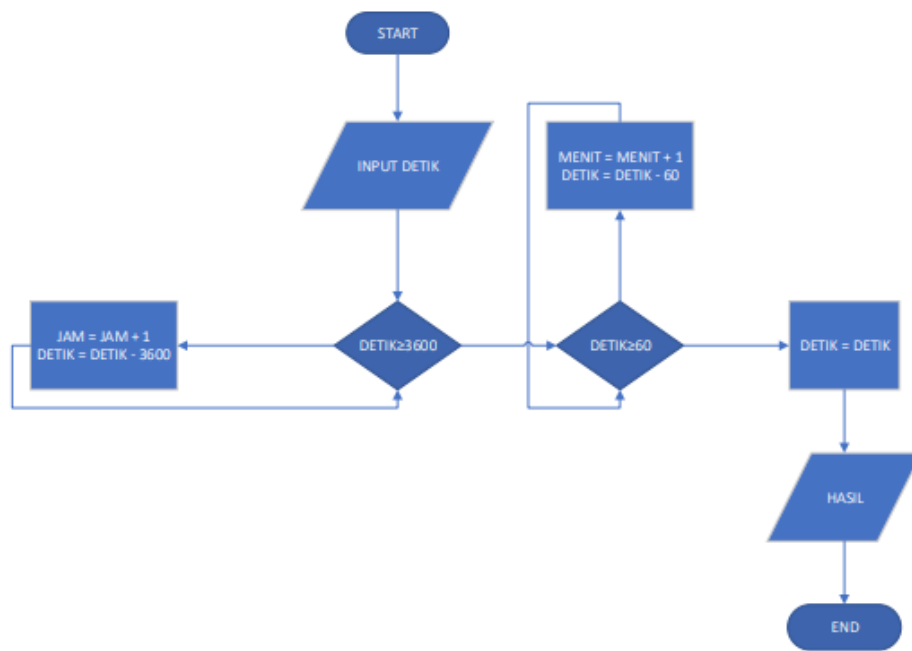 START
INPUT DETIK
MENIT = MENIT + 1
DETIK = DETIK - 60
JAM = JAM + 1
DETIK = DETIK - 3600
DETIK≥3600
DETIK≥60
DETIK = DETIK
HASIL
END